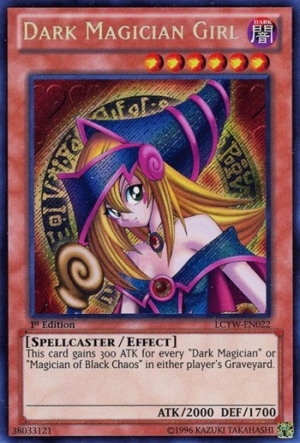 DARK MAGICIAN GIRL
DARK
闇
1st Edition
LCYW-EN022
[SPELLCASTER / EFFECT]
This card gains 300 ATK for every "Dark Magician" or
"Magician of Black Chaos" in either player's Graveyard.
ATK/2000 DEF/1700
38033121
©1996 KAZUKI TAKAHASHI